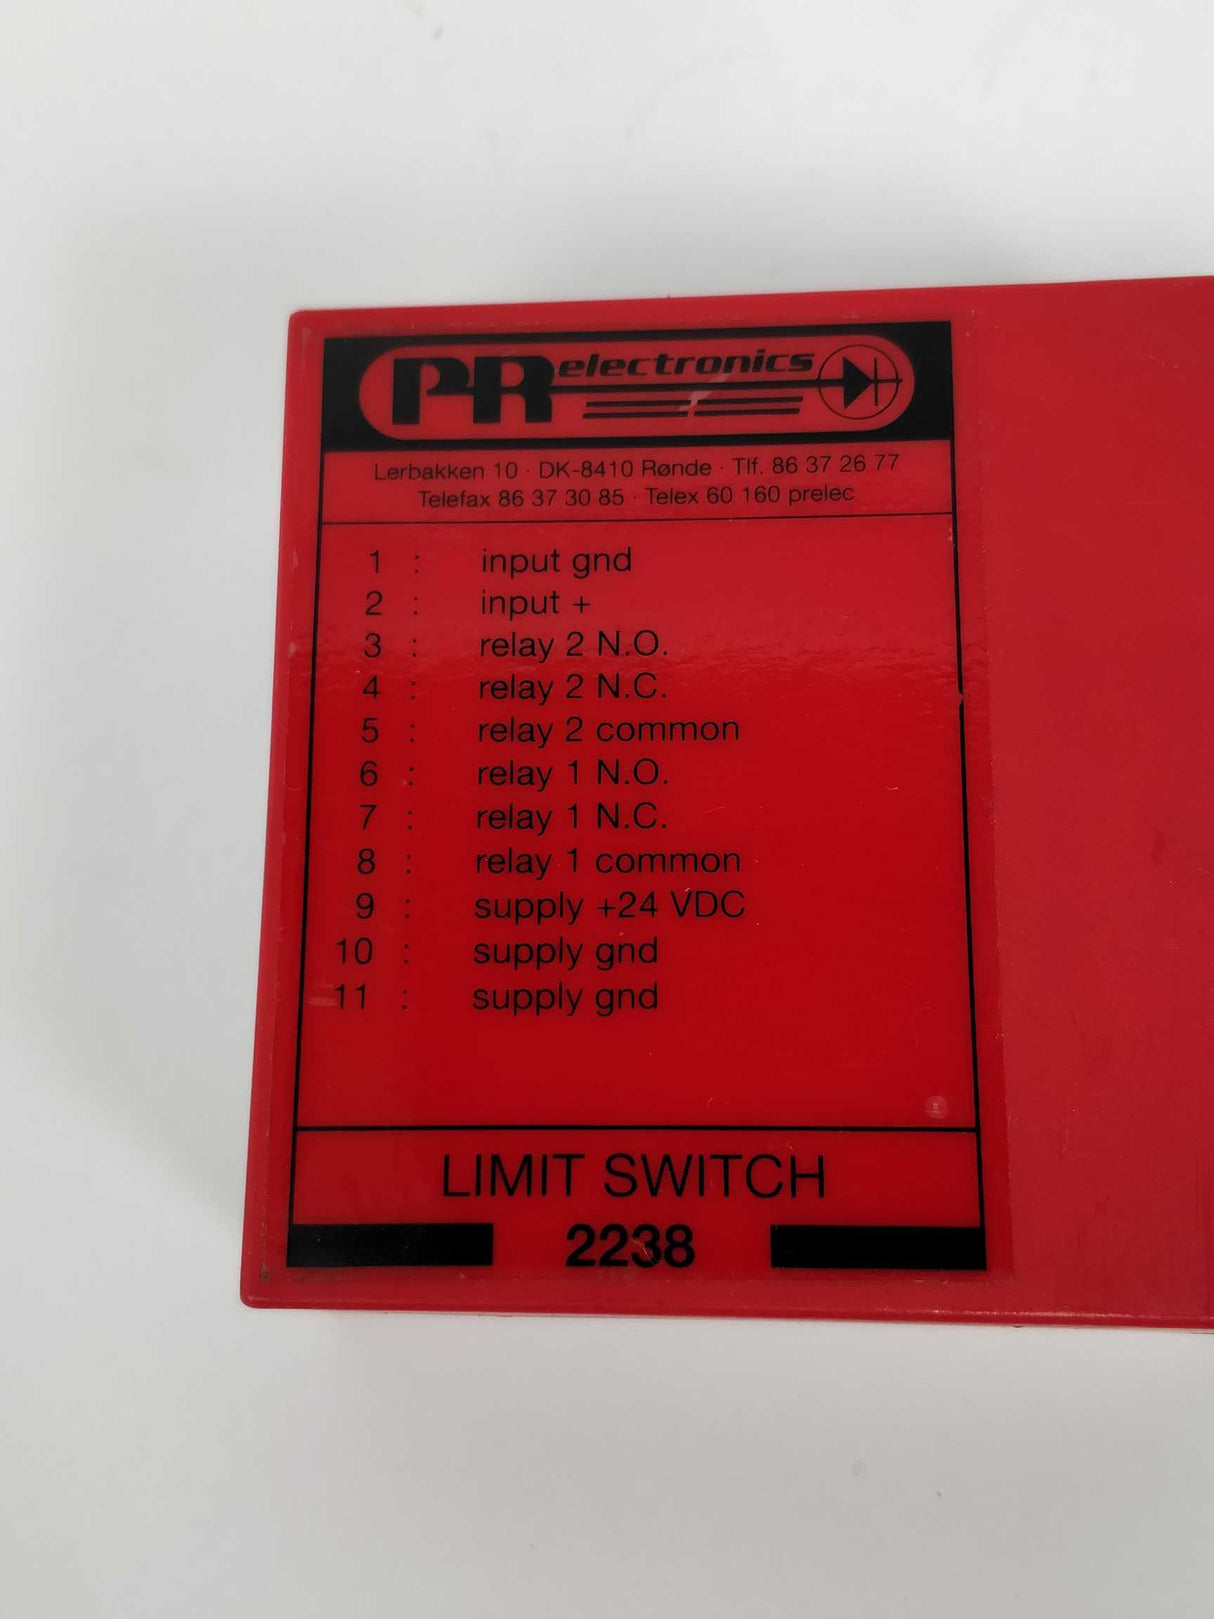 PR electronics
Lerbakken 10 · DK-8410 Rønde · Tlf. 86 37 26 77
Telefax 86 37 30 85 · Telex 60 160 prelec
1 : input gnd
2 : input +
3 : relay 2 N.O.
4 : relay 2 N.C.
5 : relay 2 common
6 : relay 1 N.O.
7 : relay 1 N.C.
8 : relay 1 common
9 : supply +24 VDC
10 : supply gnd
11 : supply gnd
LIMIT SWITCH
2238